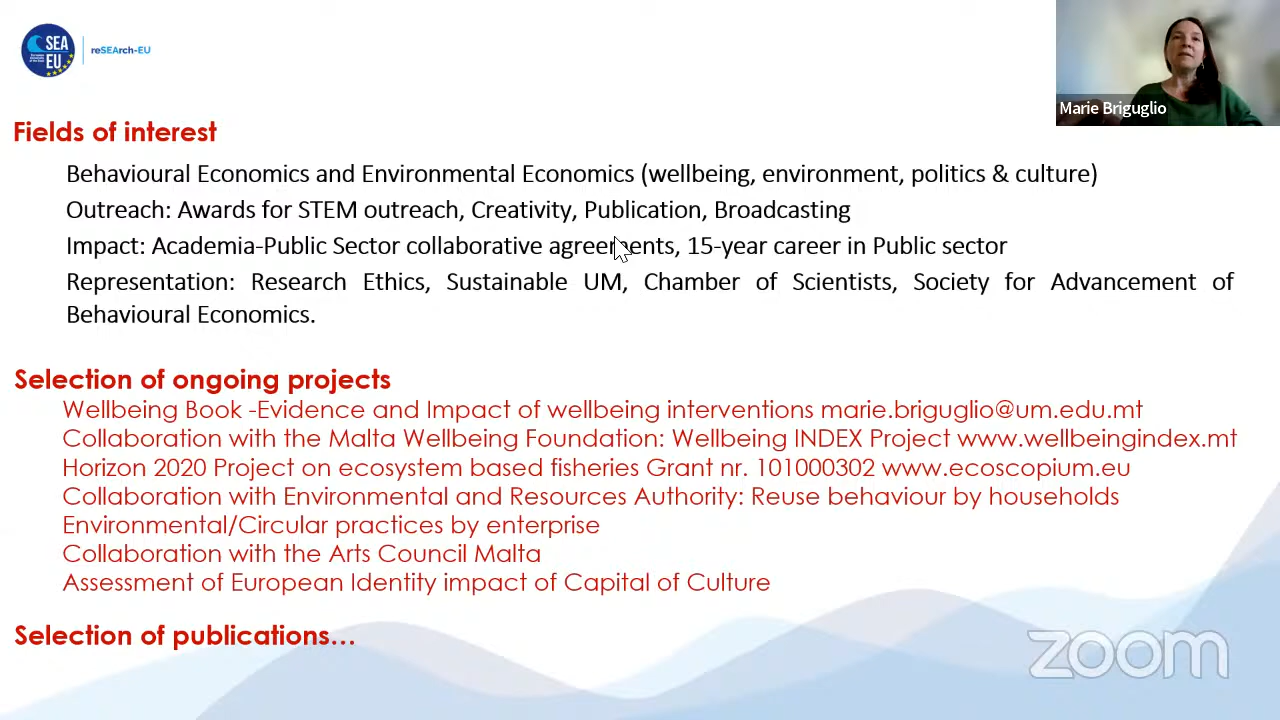 SEA
EU
reSEArch-EU
Marie Briguglio
Fields of interest
Behavioural Economics and Environmental Economics (wellbeing, environment, politics & culture)
Outreach: Awards for STEM outreach, Creativity, Publication, Broadcasting
Impact: Academia-Public Sector collaborative agreements, 15-year career in Public sector
Representation: Research Ethics, Sustainable UM, Chamber of Scientists, Society for Advancement of
Behavioural Economics.
Selection of ongoing projects
Wellbeing Book -Evidence and Impact of wellbeing interventions marie.briguglio@um.edu.mt
Collaboration with the Malta Wellbeing Foundation: Wellbeing INDEX Project www.wellbeingindex.mt
Horizon 2020 Project on ecosystem based fisheries Grant nr. 101000302 www.ecoscopium.eu
Collaboration with Environmental and Resources Authority: Reuse behaviour by households
Environmental/Circular practices by enterprise
Collaboration with the Arts Council Malta
Assessment of European Identity impact of Capital of Culture
Selection of publications...
zoom